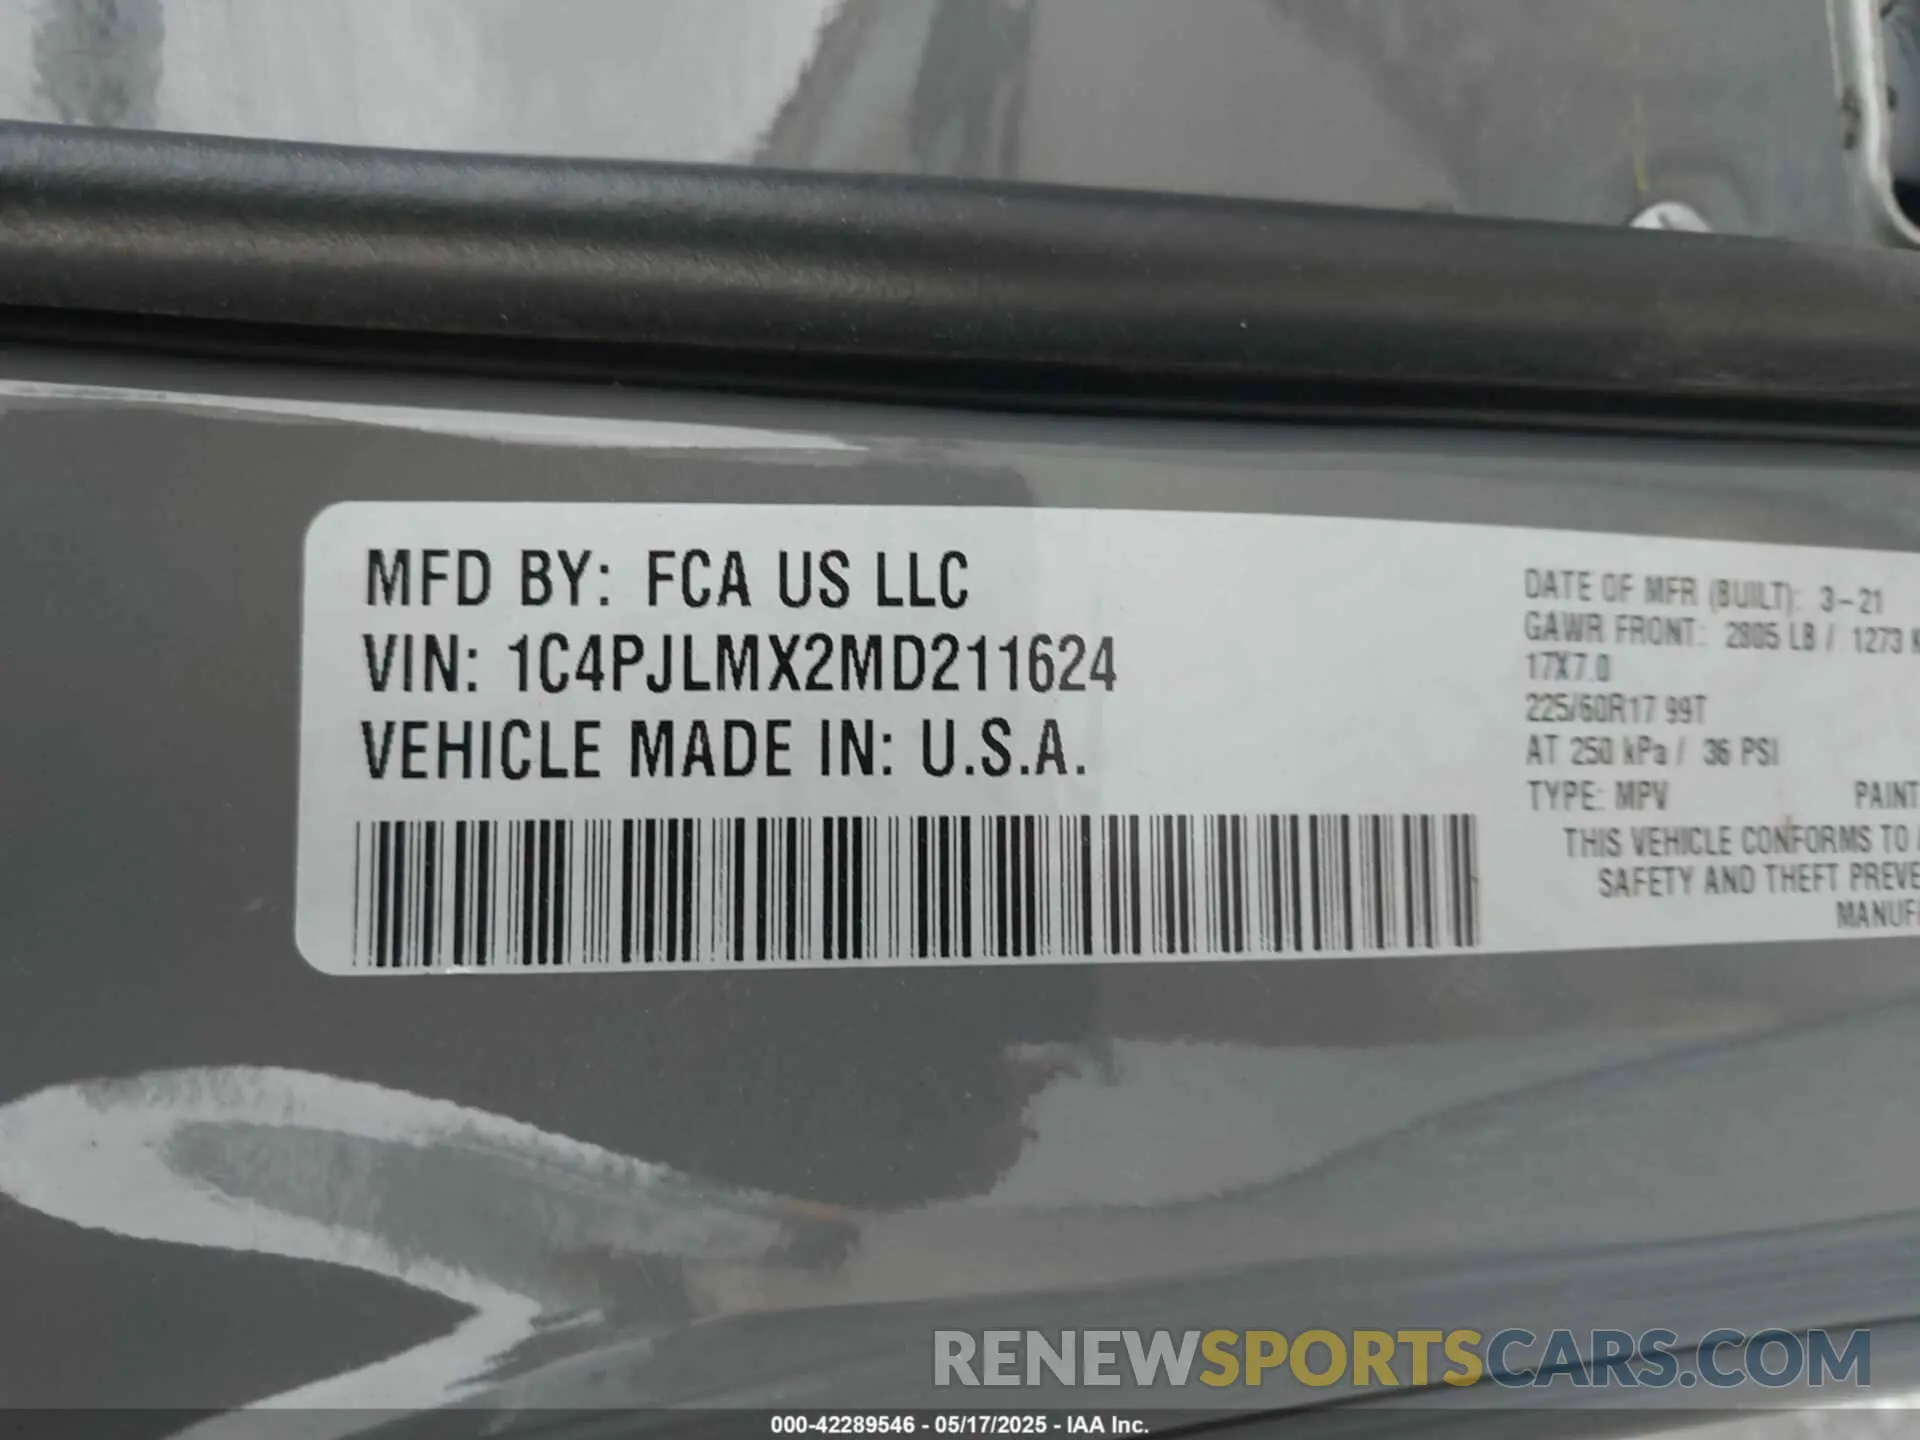 MFD BY: FCA US LLC
VIN: 1C4PJLMX2MD211624
VEHICLE MADE IN: U.S.A.
DATE OF MFR (BUILT): 3-21
GAWR FRONT: 2805 LB / 1273 K
17X7.0
225/60R17 99T
AT 250 kPa / 36 PSI
TYPE: MPV PAINT
THIS VEHICLE CONFORMS TO A
SAFETY AND THEFT PREVE
MANUF
RENEWSPORTSCARS.COM
000-42289546 - 05/17/2025 - IAA Inc.